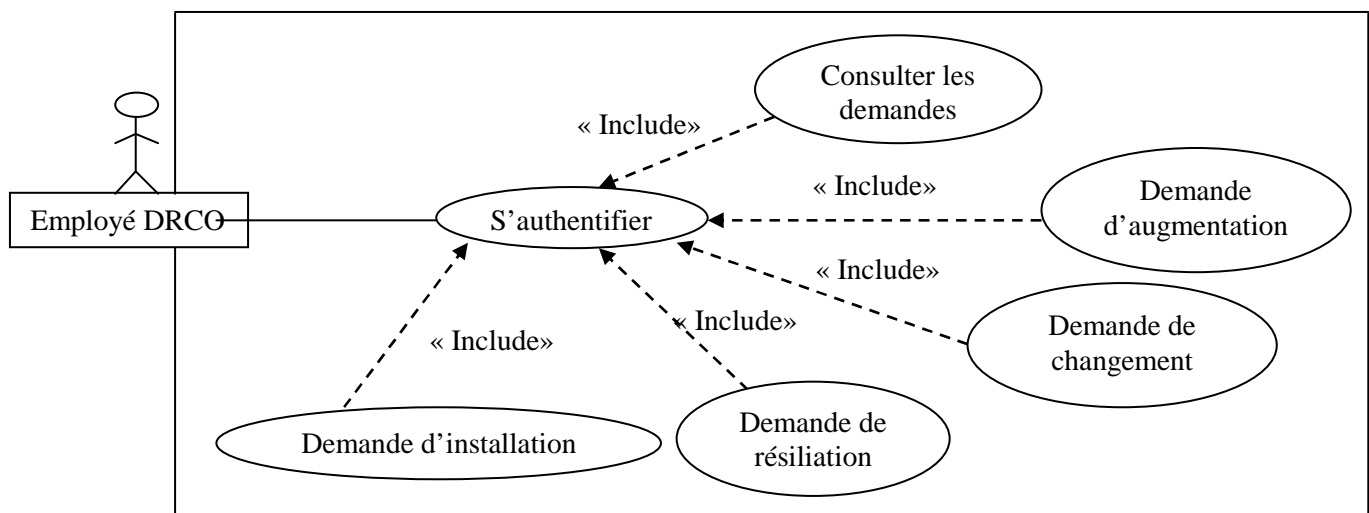 Consulter les
demandes
« Include»
« Include»
Demande
d’augmentation
Employé DRCO
S’authentifier
« Include»
« Include»
« Include»
Demande de
changement
Demande d’installation
Demande de
résiliation